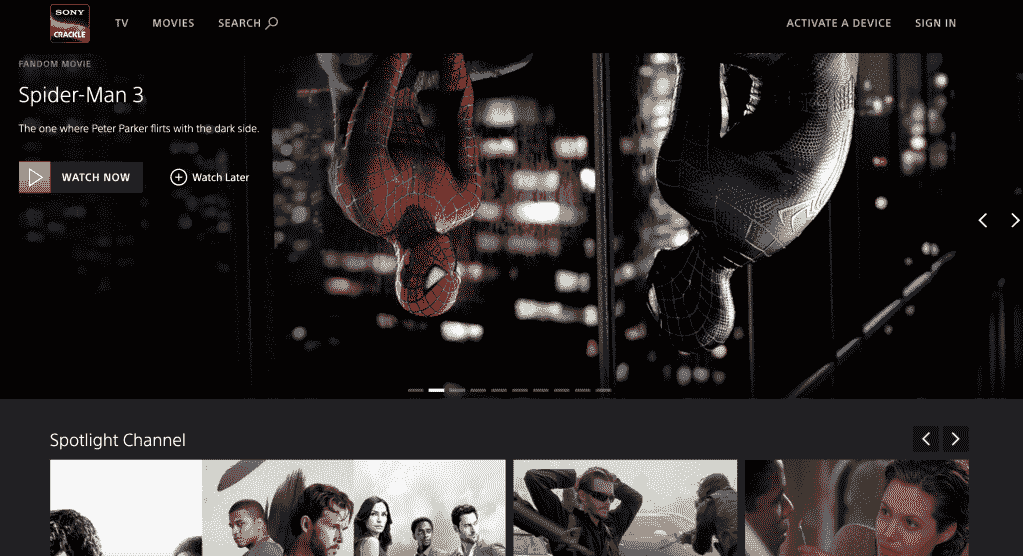 SONY
CRACKLE
TV
MOVIES
SEARCH
ACTIVATE A DEVICE
SIGN IN
FANDOM MOVIE
Spider-Man 3
The one where Peter Parker flirts with the dark side.
WATCH NOW
Watch Later
Spotlight Channel